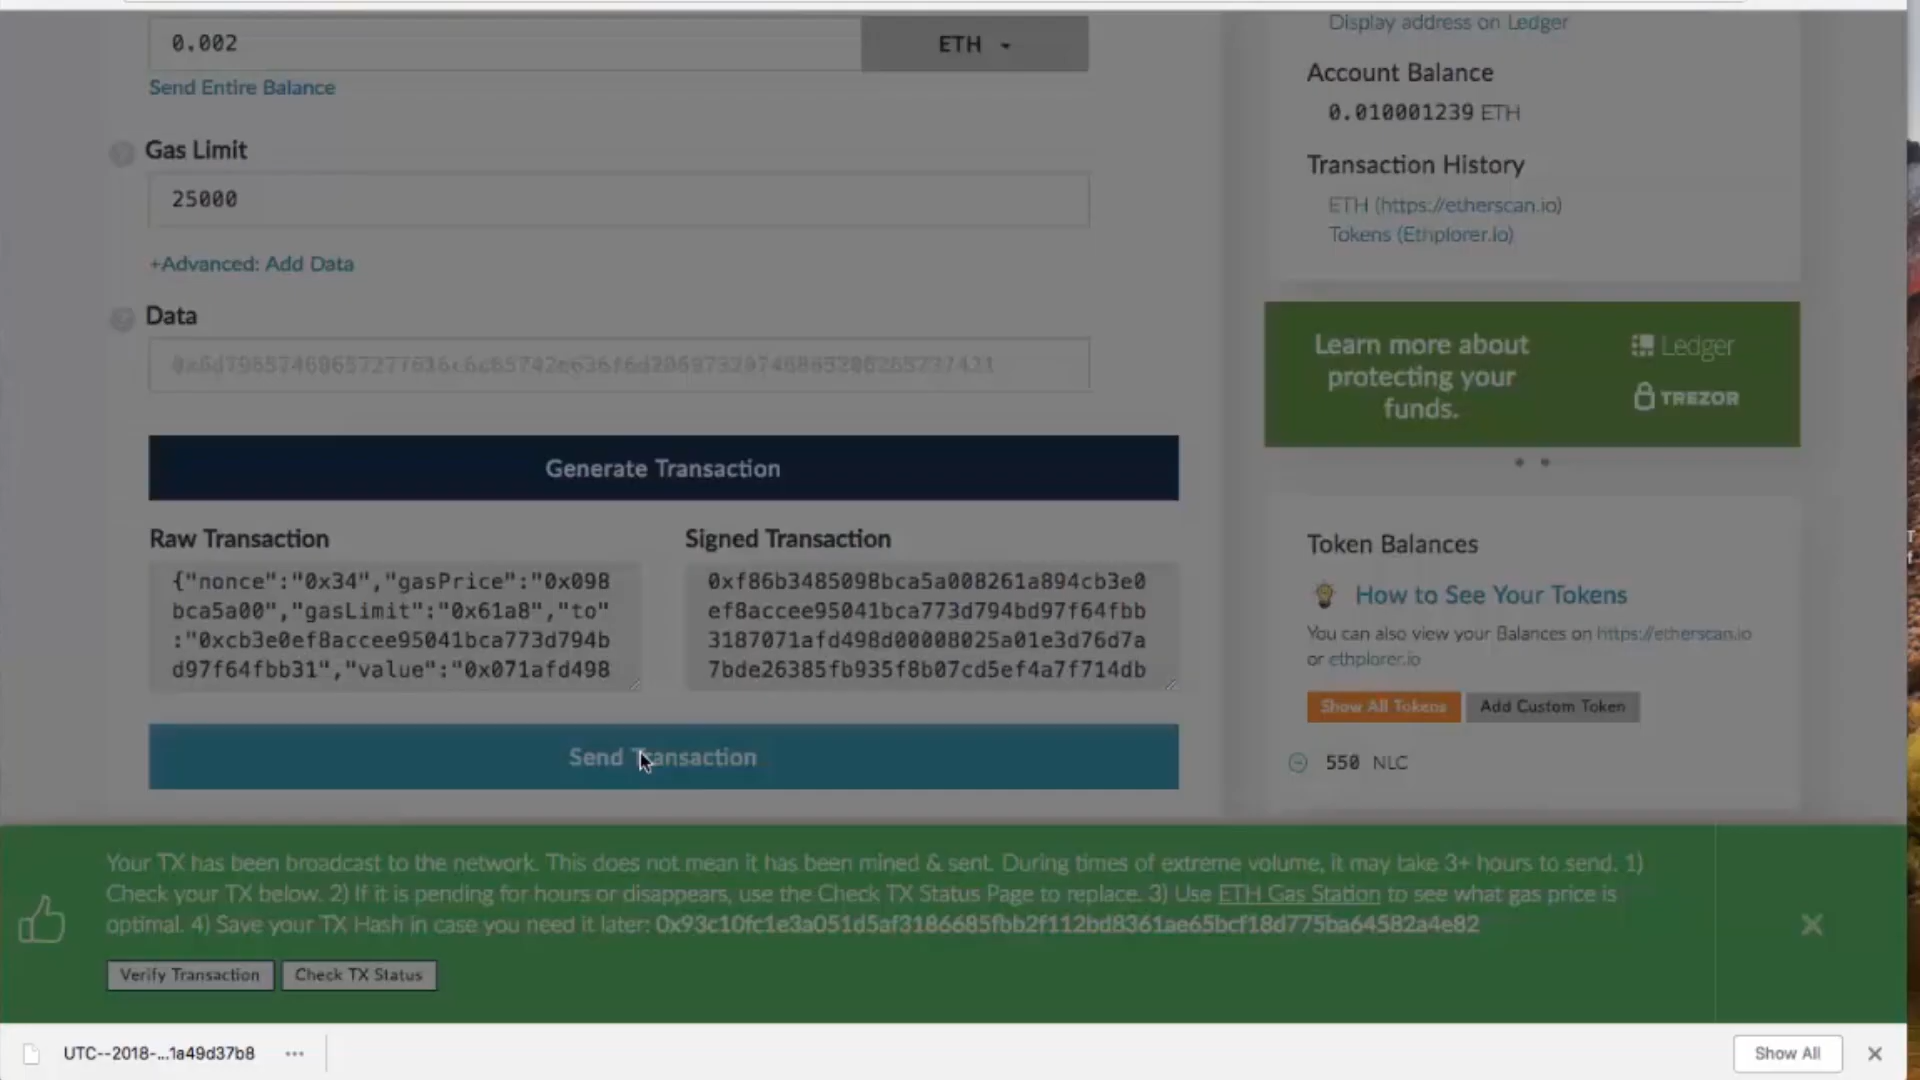 Display address on Ledger
0.002
ETH
Send Entire Balance
Account Balance
0.010001239 ETH
Gas Limit
Transaction History
25000
ETH (https://etherscan.io)
Tokens (Ethplorer.io)
+Advanced: Add Data
Data
Learn more about
protecting your
funds.
Ledger
TREZOR
Generate Transaction
Raw Transaction
{"nonce":"0x34","gasPrice":"0x098
bca5a00","gasLimit":"0x61a8","to"
:"0xcb3e0ef8accee95041bca773d794b
d97f64fbb31","value":"0x071afd498
Signed Transaction
0xf86b3485098bca5a008261a894cb3e0
ef8accee95041bca773d794bd97f64fbb
3187071afd498d00008025a01e3d76d7a
7bde26385fb935f8b07cd5ef4a7f714db
Token Balances
How to See Your Tokens
You can also view your Balances on https://etherscan.io
or ethplorer.io
Show All Tokens
Add Custom Token
Send Transaction
550 NLC
Your TX has been broadcast to the network. This does not mean it has been mined & sent. During times of extreme volume, it may take 3+ hours to send. 1)
Check your TX below. 2) If it is pending for hours or disappears, use the Check TX Status Page to replace. 3) Use ETH Gas Station to see what gas price is
optimal. 4) Save your TX Hash in case you need it later: 0x93c10fc1e3a051d5af3186685fbb2f112bd8361ae65bcf18d775ba64582a4e82
Verify Transaction
Check TX Status
UTC--2018-...1a49d37b8
Show All